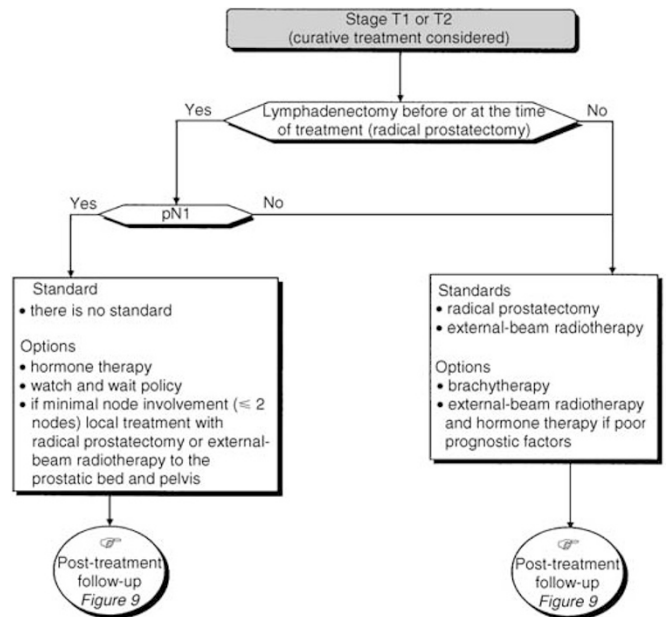 Stage T1 or T2
(curative treatment considered)
Yes
Lymphadenectomy before or at the time
of treatment (radical prostatectomy)
No
Yes
pN1
No
Standard
• there is no standard
Options
• hormone therapy
• watch and wait policy
• if minimal node involvement (≤ 2
nodes) local treatment with
radical prostatectomy or external-
beam radiotherapy to the
prostatic bed and pelvis
Standards
• radical prostatectomy
• external-beam radiotherapy
Options
• brachytherapy
• external-beam radiotherapy
and hormone therapy if poor
prognostic factors
☞
Post-treatment
follow-up
Figure 9
☞
Post-treatment
follow-up
Figure 9